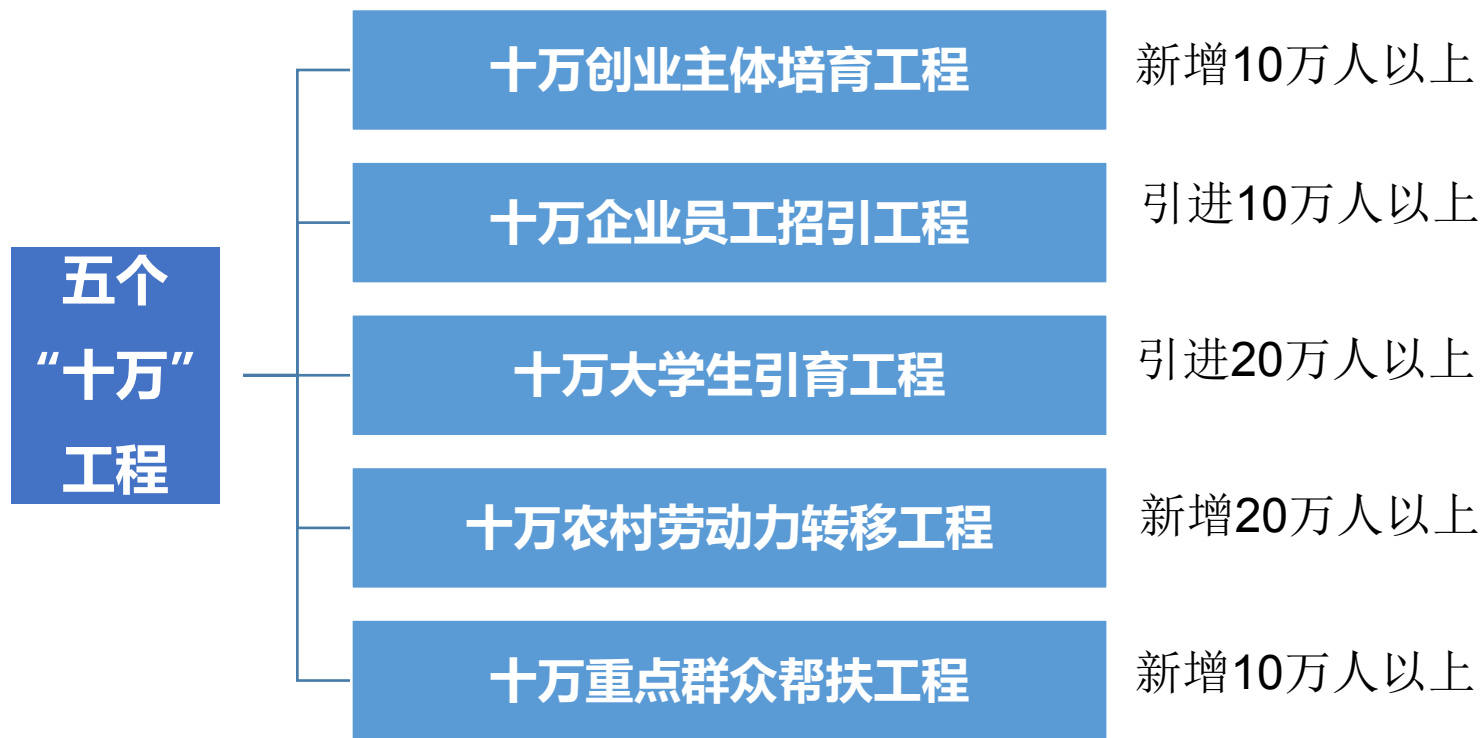 十万创业主体培育工程 新增10万人以上
十万企业员工招引工程 引进10万人以上
五个
“十万”
工程
十万大学生引育工程 引进20万人以上
十万农村劳动力转移工程 新增20万人以上
十万重点群众帮扶工程 新增10万人以上